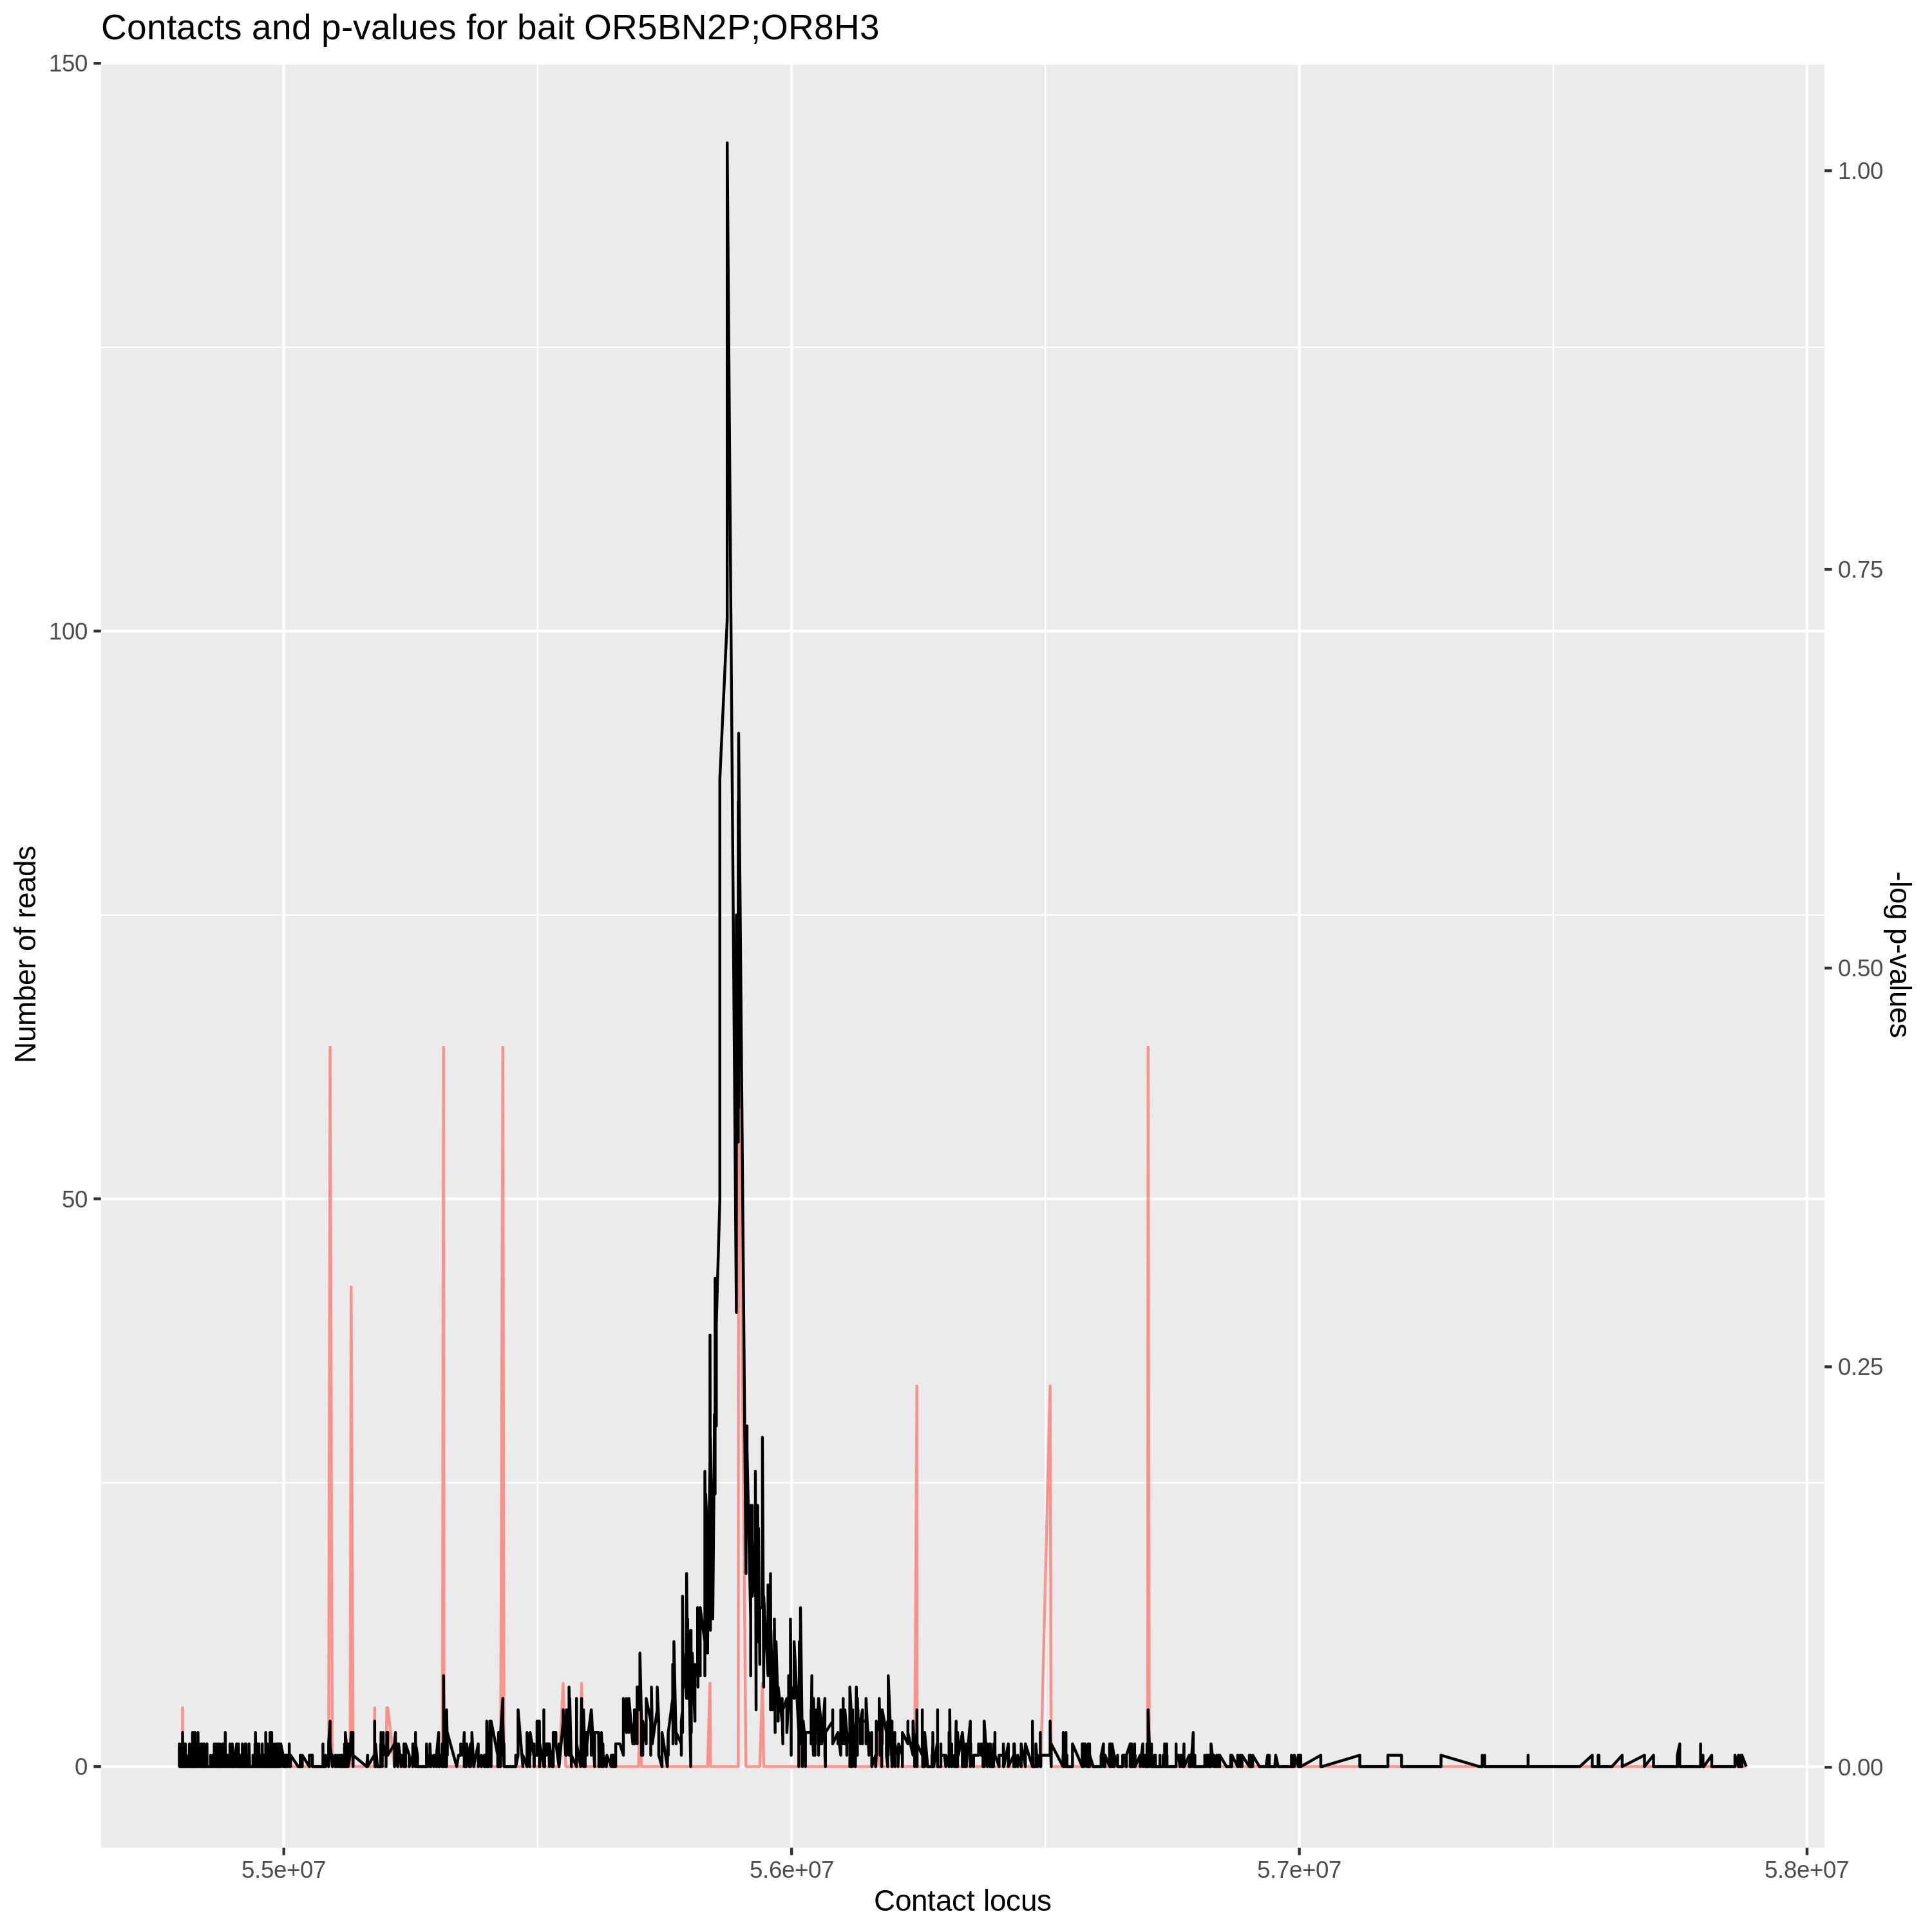 Contacts and p-values for bait OR5BN2P;OR8H3
150
100
50
0
Number of reads
1.00
0.75
0.50
0.25
0.00
-log p-values
5.5e+07
5.6e+07
5.7e+07
5.8e+07
Contact locus